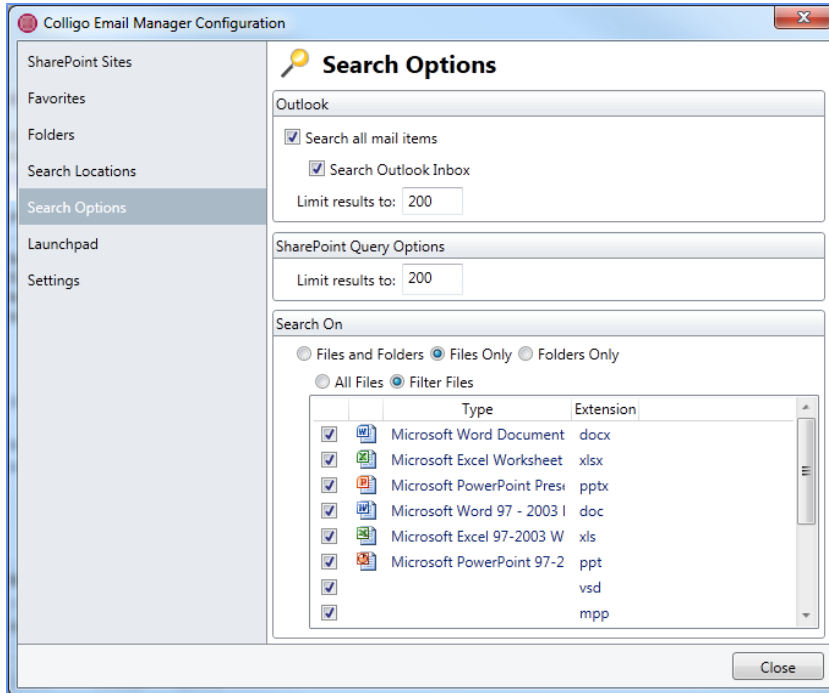 Colligo Email Manager Configuration
SharePoint Sites
Favorites
Folders
Search Locations
Search Options
Launchpad
Settings
Search Options
Outlook
Search all mail items
Search Outlook Inbox
Limit results to: 200
SharePoint Query Options
Limit results to: 200
Search On
Files and Folders Files Only Folders Only
All Files Filter Files
Type Extension
Microsoft Word Document docx
Microsoft Excel Worksheet xlsx
Microsoft PowerPoint Prese pptx
Microsoft Word 97 - 2003 doc
Microsoft Excel 97-2003 W xls
Microsoft PowerPoint 97-2 ppt
vsd
mpp
Close